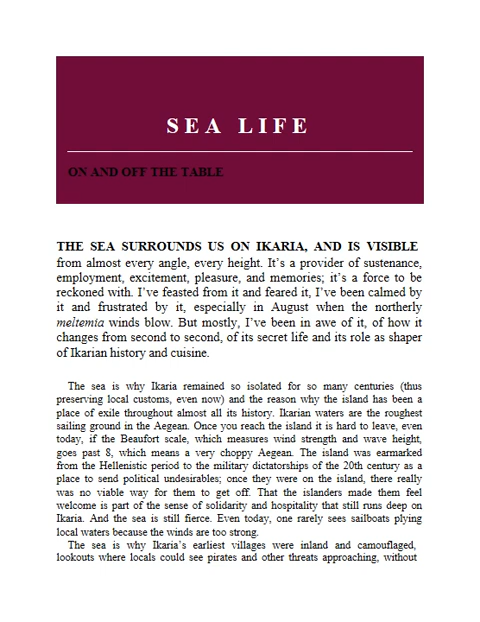 SEA LIFE
ON AND OFF THE TABLE
THE SEA SURROUNDS US ON IKARIA, AND IS VISIBLE
from almost every angle, every height. It’s a provider of sustenance,
employment, excitement, pleasure, and memories; it’s a force to be
reckoned with. I’ve feasted from it and feared it, I’ve been calmed by
it and frustrated by it, especially in August when the northerly
meltemia winds blow. But mostly, I’ve been in awe of it, of how it
changes from second to second, of its secret life and its role as shaper
of Ikarian history and cuisine.
The sea is why Ikaria remained so isolated for so many centuries (thus
preserving local customs, even now) and the reason why the island has been a
place of exile throughout almost all its history. Ikarian waters are the roughest
sailing ground in the Aegean. Once you reach the island it is hard to leave, even
today, if the Beaufort scale, which measures wind strength and wave height,
goes past 8, which means a very choppy Aegean. The island was earmarked
from the Hellenistic period to the military dictatorships of the 20th century as a
place to send political undesirables; once they were on the island, there really
was no viable way for them to get off. That the islanders made them feel
welcome is part of the sense of solidarity and hospitality that still runs deep on
Ikaria. And the sea is still fierce. Even today, one rarely sees sailboats plying
local waters because the winds are too strong.
The sea is why Ikaria’s earliest villages were inland and camouflaged,
lookouts where locals could see pirates and other threats approaching, without